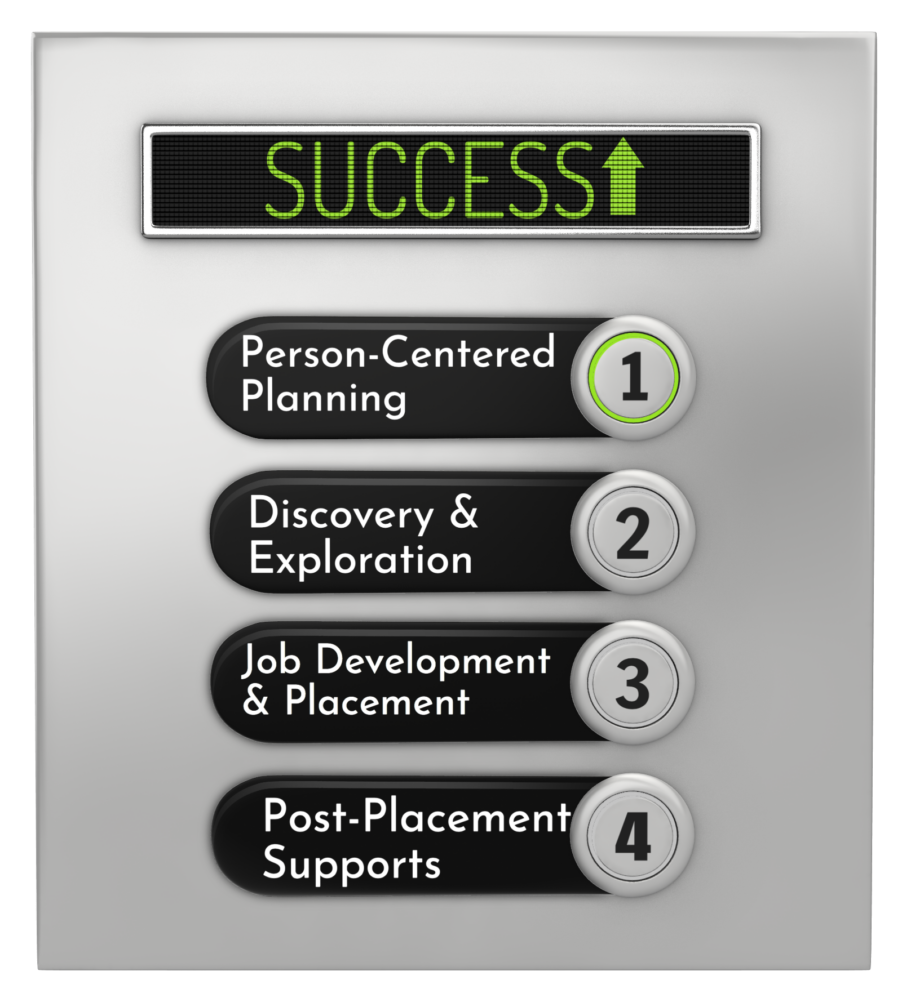 SUCCESS
Person-Centered
Planning
1
Discovery &
Exploration
2
Job Development
& Placement
3
Post-Placement
Supports
4